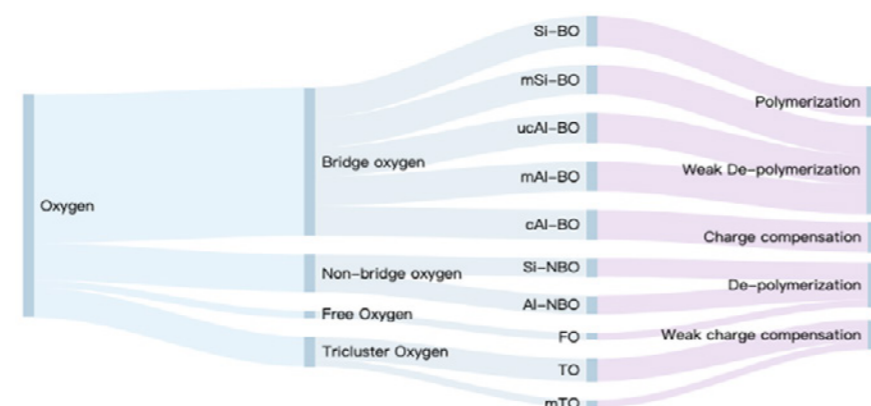 Oxygen
Bridge oxygen
Non-bridge oxygen
Free Oxygen
Tricluster Oxygen
Si-BO
mSi-BO
ucAl-BO
mAl-BO
cAl-BO
Si-NBO
Al-NBO
FO
TO
mTO
Polymerization
Weak De-polymerization
Charge compensation
De-polymerization
Weak charge compensation